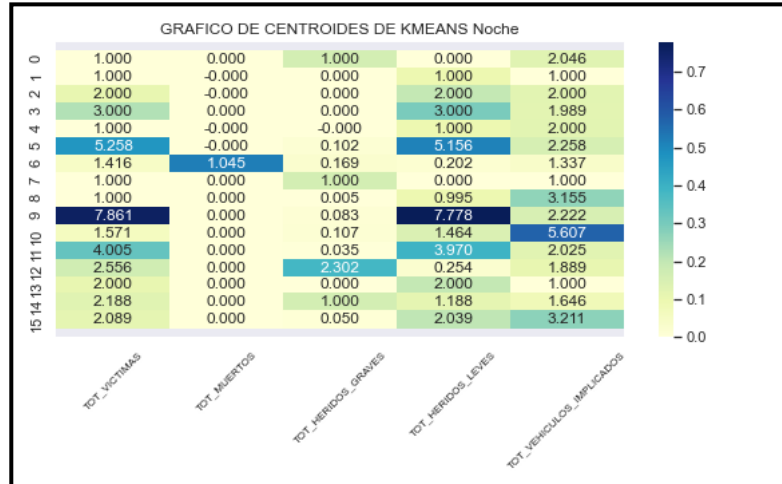 GRAFICO DE CENTROIDES DE KMEANS Noche
0 1.000 0.000 1.000 0.000 2.046
1 1.000 -0.000 0.000 1.000 1.000
2 2.000 -0.000 0.000 2.000 2.000
3 3.000 0.000 0.000 3.000 1.989
4 1.000 -0.000 -0.000 1.000 2.000
5 5.258 -0.000 0.102 5.156 2.258
6 1.416 1.045 0.169 0.202 1.337
7 1.000 0.000 1.000 0.000 1.000
8 1.000 0.000 0.005 0.995 3.155
9 7.861 0.000 0.083 7.778 2.222
10 1.571 0.000 0.107 1.464 5.607
11 4.005 0.000 0.035 3.970 2.025
12 2.556 0.000 2.302 0.254 1.889
13 2.000 0.000 0.000 2.000 1.000
14 2.188 0.000 1.000 1.188 1.646
15 2.089 0.000 0.050 2.039 3.211
TOT_VICTIMAS TOT_MUERTOS TOT_HERIDOS_GRAVES TOT_HERIDOS_LEVES TOT_VEHICULOS_IMPLICADOS
0.7
0.6
0.5
0.4
0.3
0.2
0.1
0.0